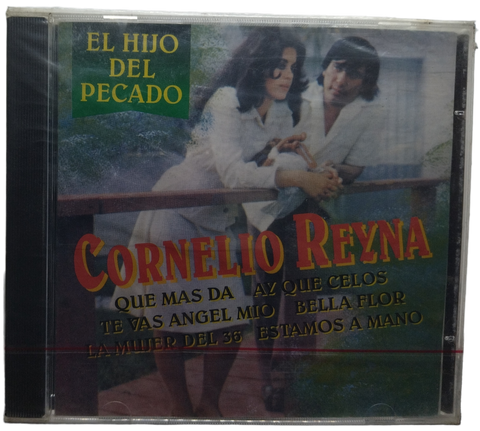 EL HIJO
DEL
PECADO
CORNELIO REYNA
QUE MAS DA AY QUE CELOS
TE VAS ANGEL MIO BELLA FLOR
LA MUJER DEL 36 ESTAMOS A MANO